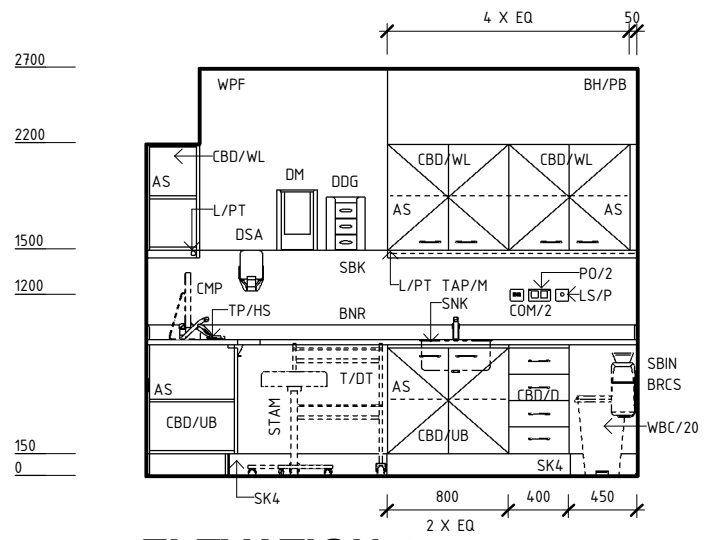 4 X EQ 50
2700
WPF BH/PB
2200
CBD/WL CBD/WL CBD/WL
AS DM DDG
L/PT AS AS
DSA
1500
SBK PO/2
1200 CMP L/PT TAP/M LS/P
TP/HS SNK COM/2
BNR
SBIN
AS T/DT AS BRCS
CBD/D
STAM
CBD/UB CBD/UB WBC/20
150
SK4
0
SK4
800 400 450
2 X EQ